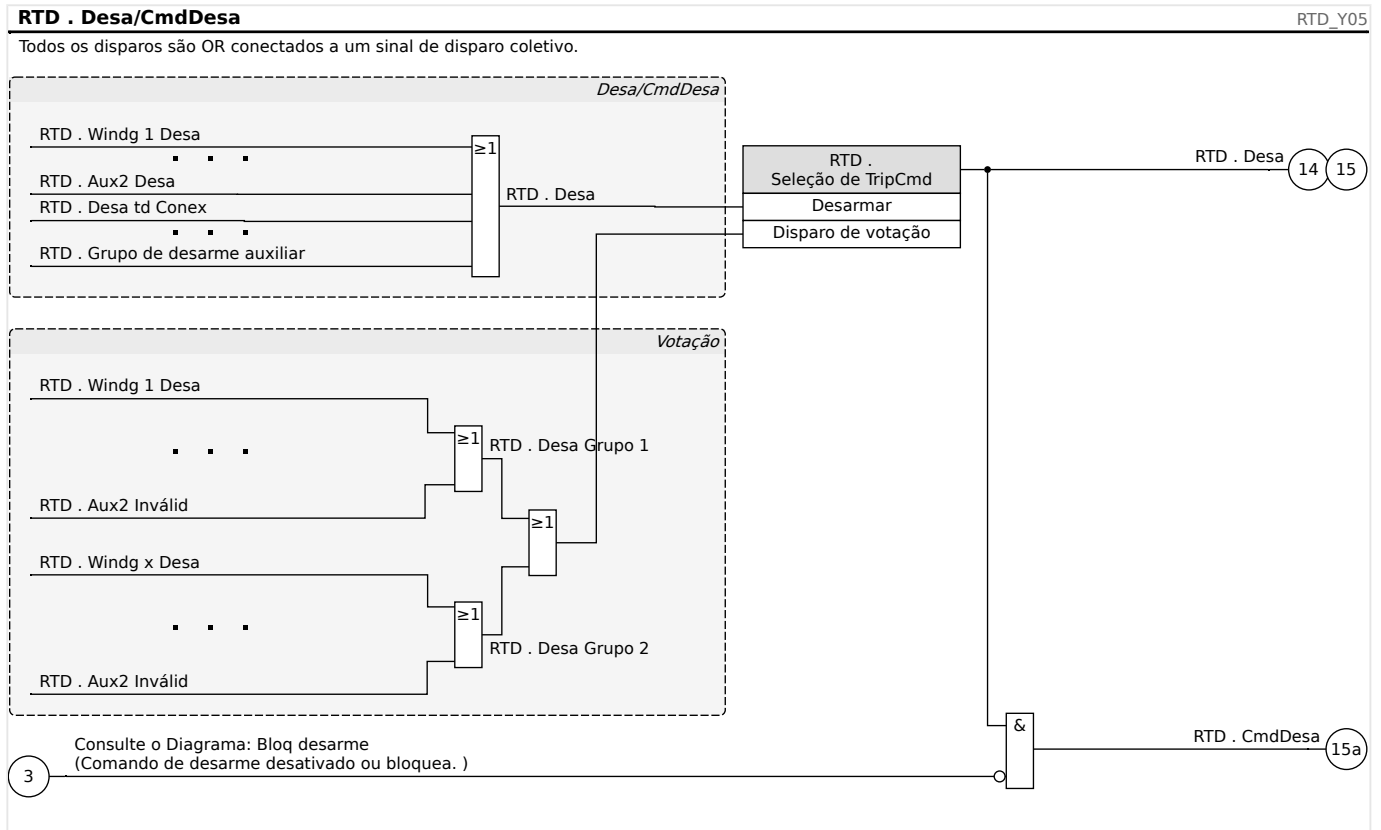 RTD . Desa/CmdDesa
RTD_Y05
Todos os disparos são OR conectados a um sinal de disparo coletivo.
Desa/CmdDesa
RTD . Windg 1 Desa
≥1
RTD . Aux2 Desa
RTD . Desa td Conex
RTD . Grupo de desarme auxiliar
RTD . Desa
RTD .
Seleção de TripCmd
Desarmar
Disparo de votação
RTD . Desa
14
15
Votação
RTD . Windg 1 Desa
≥1
RTD . Desa Grupo 1
RTD . Aux2 Inválid
≥1
RTD . Windg x Desa
≥1
RTD . Desa Grupo 2
RTD . Aux2 Inválid
Consulte o Diagrama: Bloq desarme
(Comando de desarme desativado ou bloquea. )
3
&
RTD . CmdDesa
15a